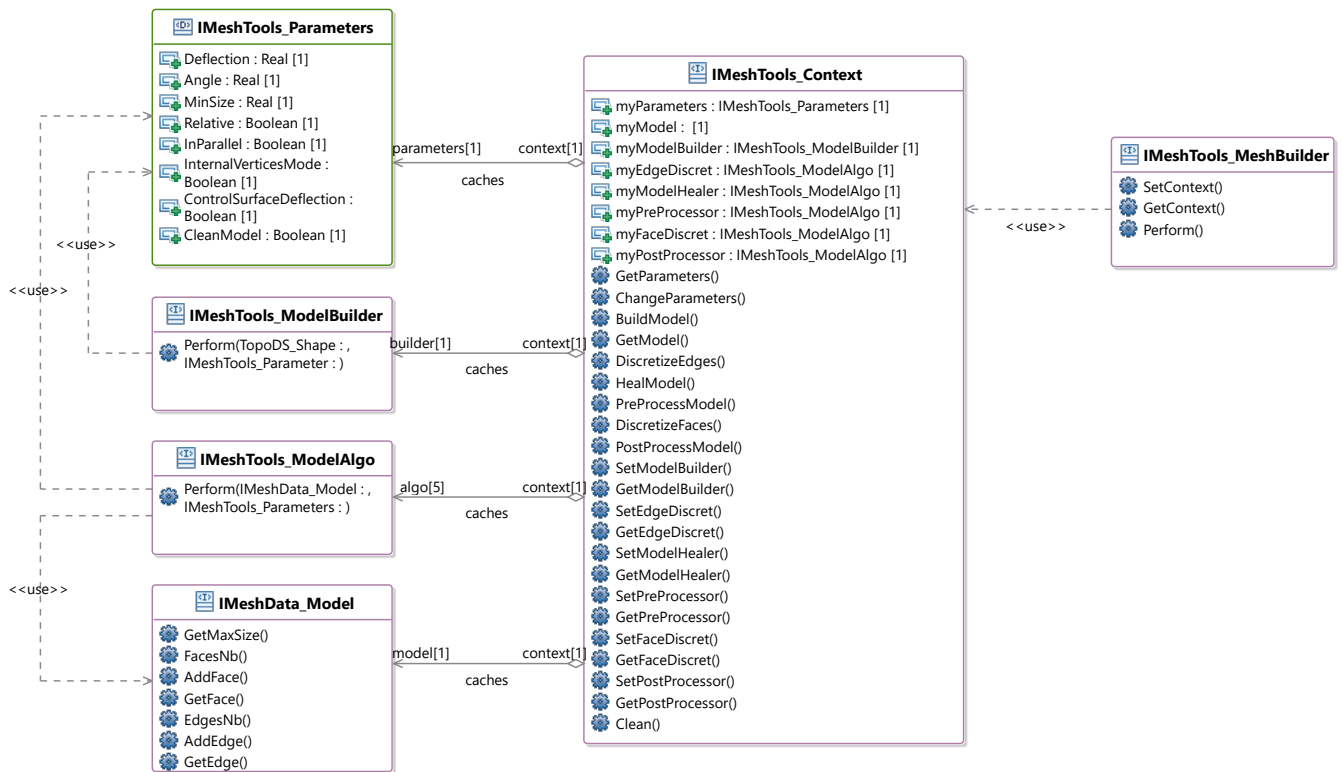 IMeshTools_Parameters
Deflection : Real [1]
Angle : Real [1]
MinSize : Real [1]
Relative : Boolean [1]
InParallel : Boolean [1]
InternalVerticesMode :
Boolean [1]
ControlSurfaceDeflection :
Boolean [1]
CleanModel : Boolean [1]
<<use>>
<<use>>
IMeshTools_ModelBuilder
Perform(TopoDS_Shape : ,
IMeshTools_Parameter : )
IMeshTools_ModelAlgo
Perform(IMeshData_Model : ,
IMeshTools_Parameters : )
<<use>>
IMeshData_Model
GetMaxSize()
FacesNb()
AddFace()
GetFace()
EdgesNb()
AddEdge()
GetEdge()
parameters[1]
context[1]
caches
builder[1]
context[1]
caches
algo[5]
context[1]
caches
model[1]
context[1]
caches
IMeshTools_Context
myParameters : IMeshTools_Parameters [1]
myModel :  [1]
myModelBuilder : IMeshTools_ModelBuilder [1]
myEdgeDiscret : IMeshTools_ModelAlgo [1]
myModelHealer : IMeshTools_ModelAlgo [1]
myPreProcessor : IMeshTools_ModelAlgo [1]
myFaceDiscret : IMeshTools_ModelAlgo [1]
myPostProcessor : IMeshTools_ModelAlgo [1]
GetParameters()
ChangeParameters()
BuildModel()
GetModel()
DiscretizeEdges()
HealModel()
PreProcessModel()
DiscretizeFaces()
PostProcessModel()
SetModelBuilder()
GetModelBuilder()
SetEdgeDiscret()
GetEdgeDiscret()
SetModelHealer()
GetModelHealer()
SetPreProcessor()
GetPreProcessor()
SetFaceDiscret()
GetFaceDiscret()
SetPostProcessor()
GetPostProcessor()
Clean()
<<use>>
IMeshTools_MeshBuilder
SetContext()
GetContext()
Perform()